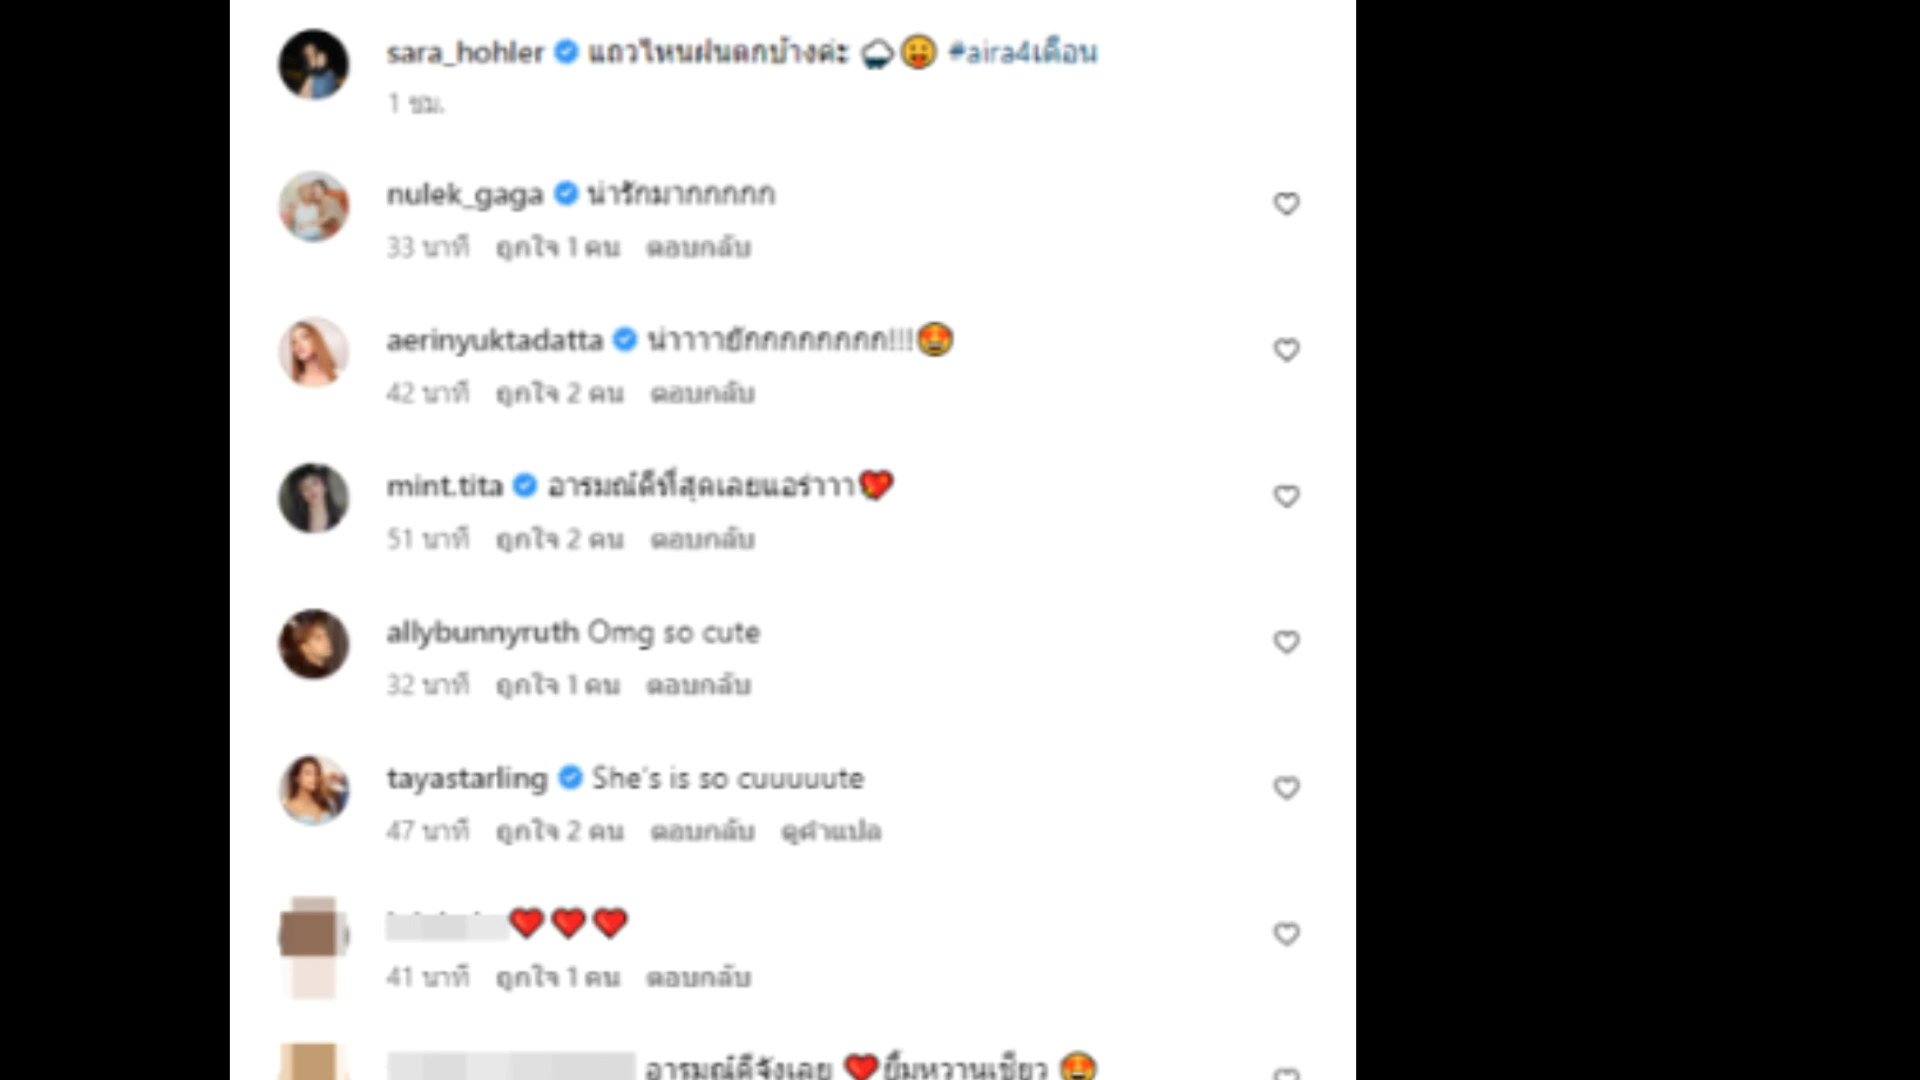 sara_hohler แถวไหนฝนตกบ้างค่ะ 🌧😛 #aira4เดือน
1 ชม.
nulek_gaga น่ารักมากกกกก
33 นาที ถูกใจ 1 คน ตอบกลับ
aerinyuktadatta น่าาาายักกกกกกกก!!!🤩
42 นาที ถูกใจ 2 คน ตอบกลับ
mint.tita อารมณ์ดีที่สุดเลยแอร่าาา💖
51 นาที ถูกใจ 2 คน ตอบกลับ
allybunnyruth Omg so cute
32 นาที ถูกใจ 1 คน ตอบกลับ
tayastarling She's is so cuuuuute
47 นาที ถูกใจ 2 คน ตอบกลับ ดูคำแปล
❤️❤️❤️
41 นาที ถูกใจ 1 คน ตอบกลับ
อารมณ์ดีจังเลย ❤️ยิ้มหวานเชียว 🤩